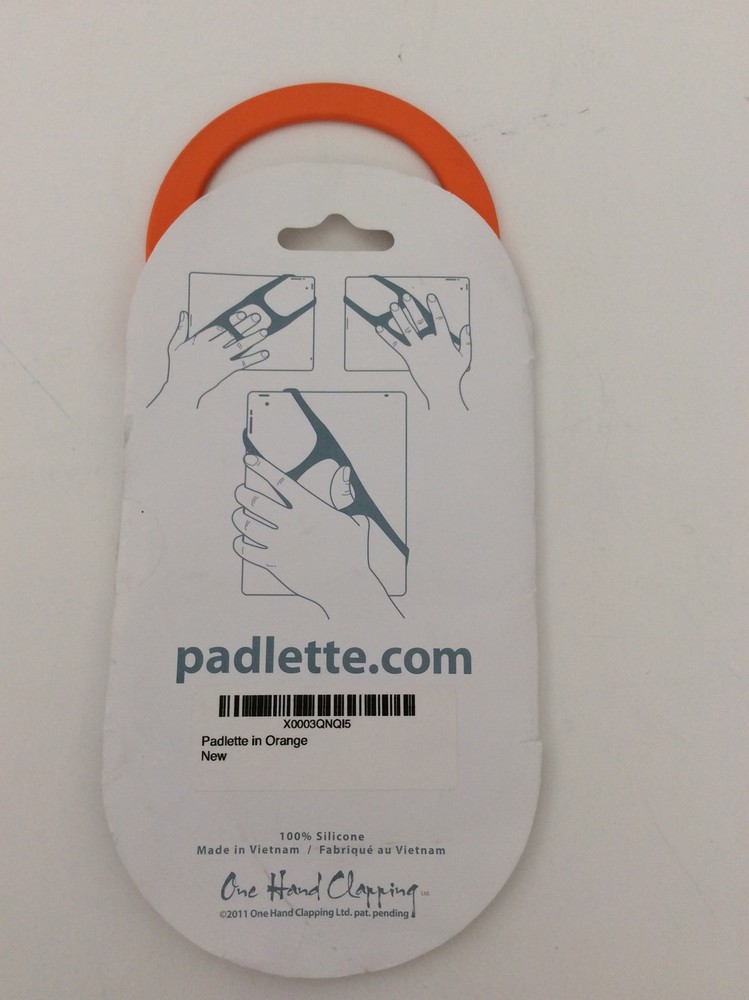 padlette.com
X0003QNQI5
Padlette in Orange
New
100% Silicone
Made in Vietnam / Fabriqué au Vietnam
One Hand Clapping Ltd.
©2011 One Hand Clapping Ltd. pat. pending